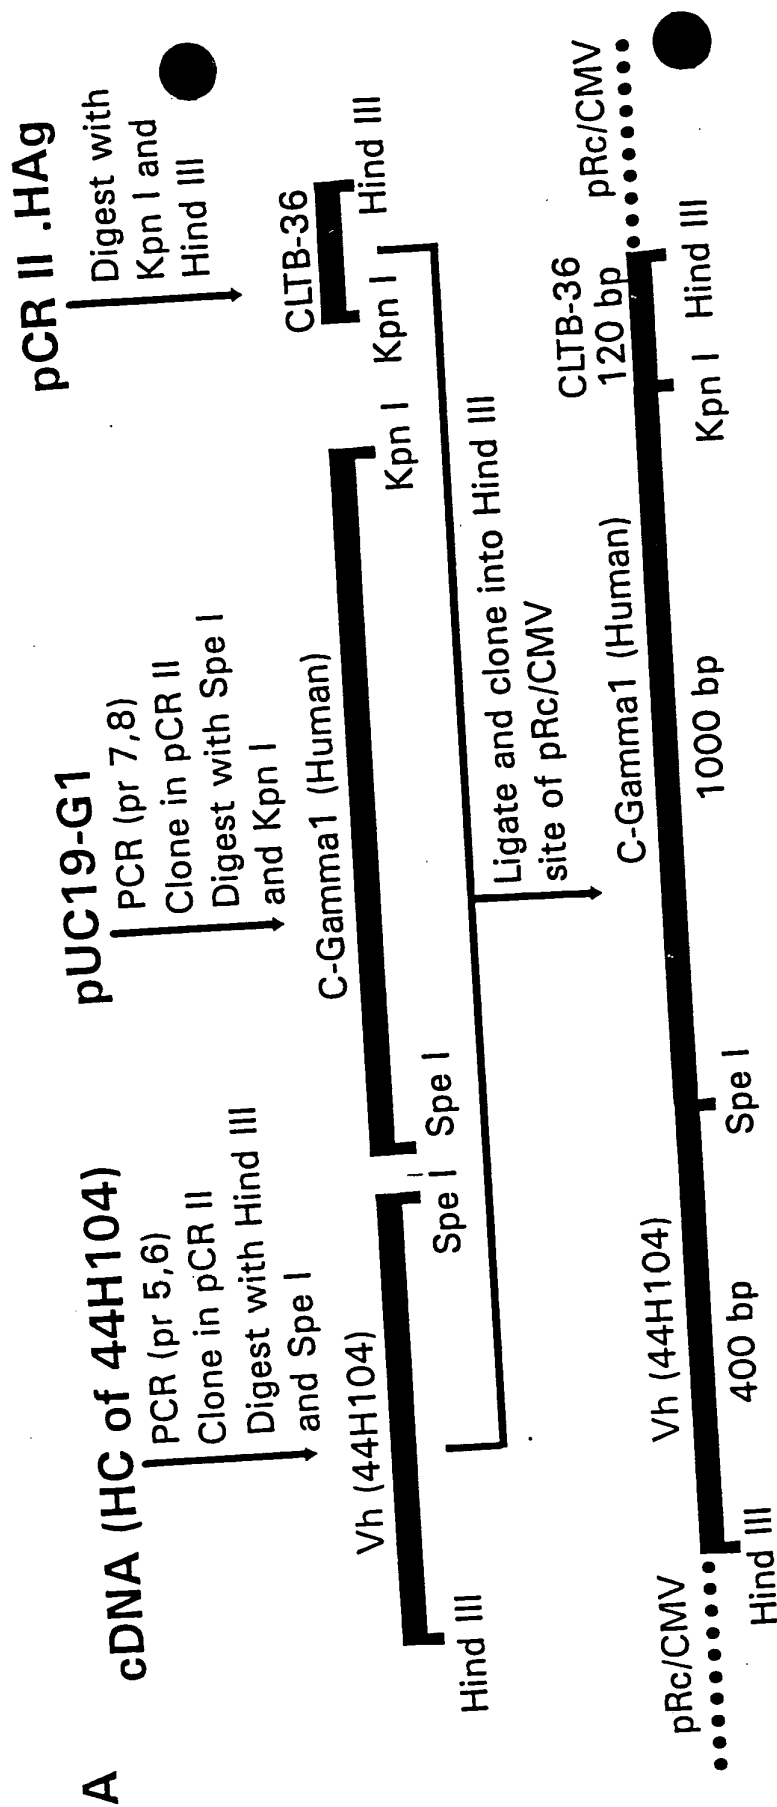 A
cDNA (HC of 44H104)
PCR (pr 5,6)
Clone in pCR II
Digest with Hind III
and Spe I
pUC19-G1
PCR (pr 7,8)
Clone in pCR II
Digest with Spe I
and Kpn I
pCR II .HAg
Digest with
Kpn I and
Hind III
Vh (44H104)
Hind III
Spe I
C-Gamma1 (Human)
Spe I
Kpn I
CLTB-36
Kpn I
Hind III
Ligate and clone into Hind III
site of pRc/CMV
pRc/CMV
Hind III
Vh (44H104)
400 bp
Spe I
C-Gamma1 (Human)
1000 bp
CLTB-36
120 bp
Kpn I
Hind III
pRc/CMV